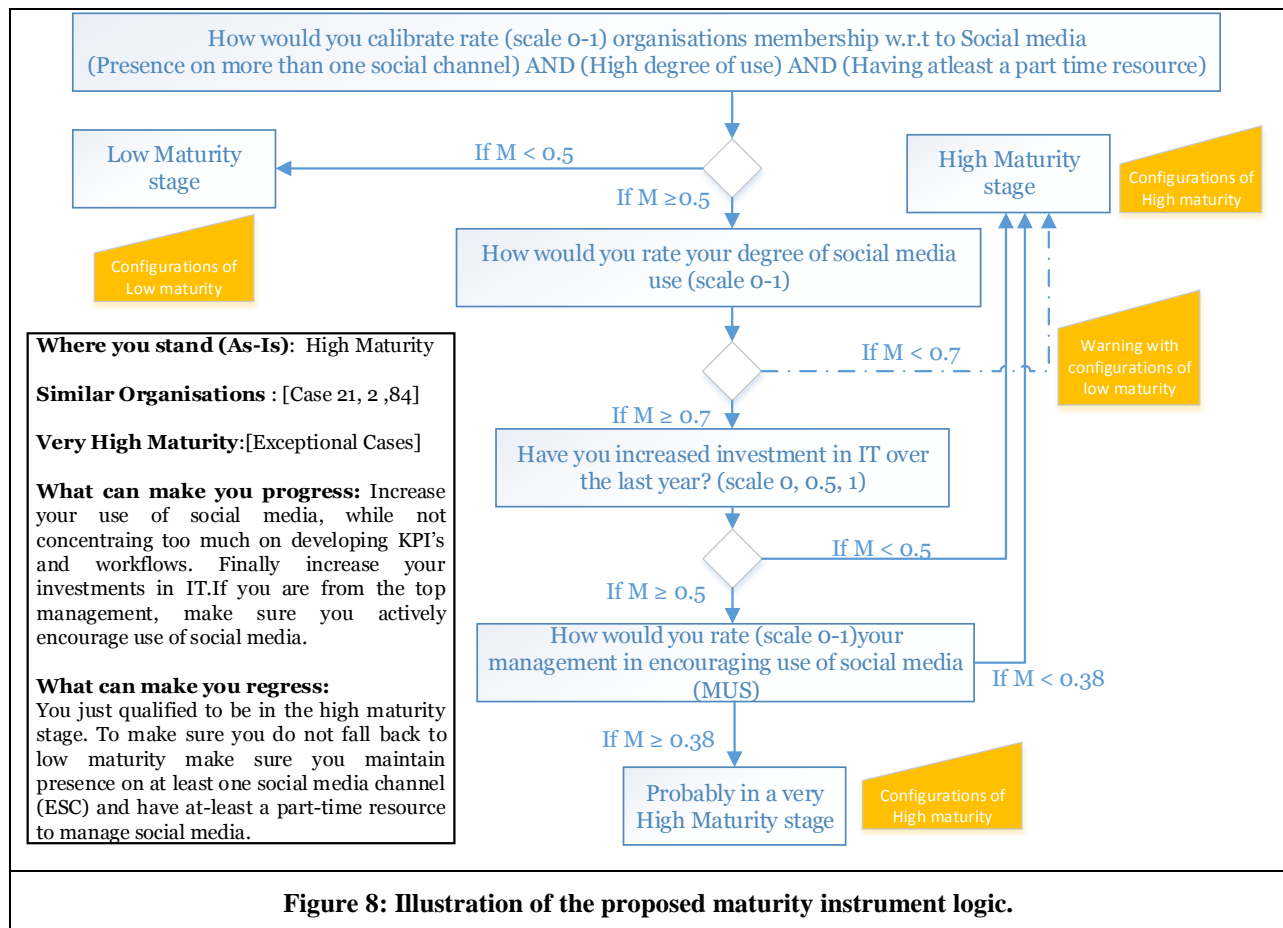 How would you calibrate rate (scale 0-1) organisations membership w.r.t to Social media
(Presence on more than one social channel) AND (High degree of use) AND (Having atleast a part time resource)
Low Maturity
stage
If M < 0.5
High Maturity
stage
Configurations of
High maturity
If M ≥0.5
Configurations of
Low maturity
How would you rate your degree of social media
use (scale 0-1)
If M < 0.7
Warning with
configurations of
low maturity
If M ≥ 0.7
Have you increased investment in IT over
the last year? (scale 0, 0.5, 1)
If M < 0.5
If M ≥ 0.5
How would you rate (scale 0-1)your
management in encouraging use of social media
(MUS)
If M < 0.38
If M ≥ 0.38
Probably in a very
High Maturity stage
Configurations of
High maturity
Where you stand (As-Is): High Maturity
Similar Organisations : [Case 21, 2 ,84]
Very High Maturity:[Exceptional Cases]
What can make you progress: Increase
your use of social media, while not
concentraing too much on developing KPI's
and workflows. Finally increase your
investments in IT.If you are from the top
management, make sure you actively
encourage use of social media.
What can make you regress:
You just qualified to be in the high maturity
stage. To make sure you do not fall back to
low maturity make sure you maintain
presence on at least one social media channel
(ESC) and have at-least a part-time resource
to manage social media.
Figure 8: Illustration of the proposed maturity instrument logic.